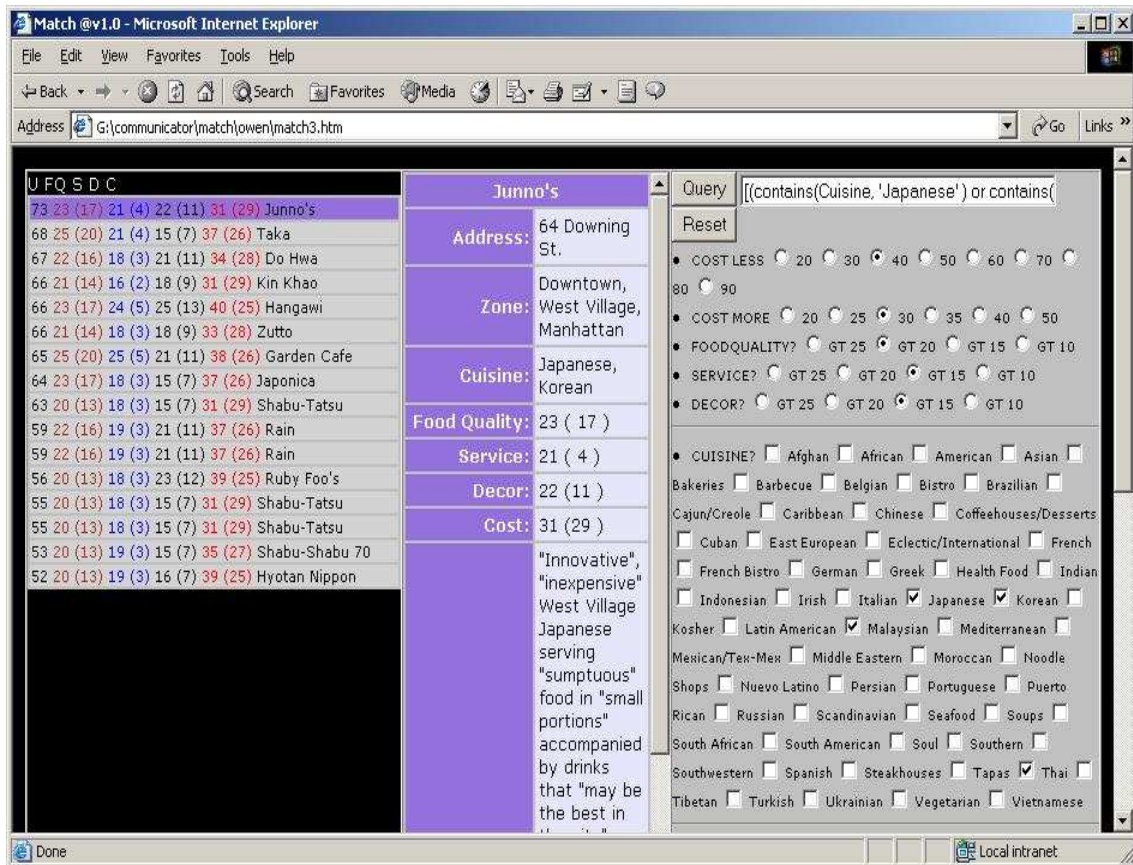 Match @v1.0 - Microsoft Internet Explorer
File Edit View Favorites Tools Help
Back Search Favorites Media
Address G:\communicator\match\owen\match3.htm Go Links »
U FQ S D C
73 23 (17) 21 (4) 22 (11) 31 (29) Junno's
68 25 (20) 21 (4) 15 (7) 37 (26) Taka
67 22 (16) 18 (3) 21 (11) 34 (28) Do Hwa
66 21 (14) 16 (2) 18 (9) 31 (29) Kin Khao
66 23 (17) 24 (5) 25 (13) 40 (25) Hangawi
66 21 (14) 18 (3) 18 (9) 33 (28) Zutto
65 25 (20) 25 (5) 21 (11) 38 (26) Garden Cafe
64 23 (17) 18 (3) 15 (7) 37 (26) Japonica
63 20 (13) 18 (3) 15 (7) 31 (29) Shabu-Tatsu
59 22 (16) 19 (3) 21 (11) 37 (26) Rain
59 22 (16) 19 (3) 21 (11) 37 (26) Rain
56 20 (13) 18 (3) 23 (12) 39 (25) Ruby Foo's
55 20 (13) 18 (3) 15 (7) 31 (29) Shabu-Tatsu
55 20 (13) 18 (3) 15 (7) 31 (29) Shabu-Tatsu
53 20 (13) 19 (3) 15 (7) 35 (27) Shabu-Shabu 70
52 20 (13) 19 (3) 16 (7) 39 (25) Hyotan Nippon
Junno's
Address: 64 Downing
St.
Zone: Downtown,
West Village,
Manhattan
Cuisine: Japanese,
Korean
Food Quality: 23 ( 17 )
Service: 21 ( 4 )
Decor: 22 (11 )
Cost: 31 (29 )
"Innovative",
"inexpensive"
West Village
Japanese
serving
"sumptuous"
food in "small
portions"
accompanied
by drinks
that "may be
the best in
Query [(contains(Cuisine, 'Japanese' ) or contains(
Reset
• COST LESS 20 30 40 50 60 70
80 90
• COST MORE 20 25 30 35 40 50
• FOODQUALITY? GT 25 GT 20 GT 15 GT 10
• SERVICE? GT 25 GT 20 GT 15 GT 10
• DECOR? GT 25 GT 20 GT 15 GT 10
• CUISINE? Afghan African American Asian
Bakeries Barbecue Belgian Bistro Brazilian
Cajun/Creole Caribbean Chinese Coffeehouses/Desserts
Cuban East European Eclectic/International French
French Bistro German Greek Health Food Indian
Indonesian Irish Italian Japanese Korean
Kosher Latin American Malaysian Mediterranean
Mexican/Tex-Mex Middle Eastern Moroccan Noodle
Shops Nuevo Latino Persian Portuguese Puerto
Rican Russian Scandinavian Seafood Soups
South African South American Soul Southern
Southwestern Spanish Steakhouses Tapas Thai
Tibetan Turkish Ukrainian Vegetarian Vietnamese
Done Local intranet